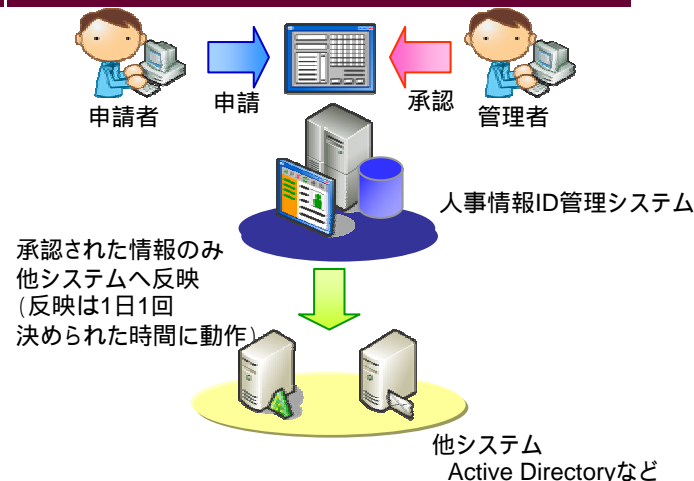 申請者
申請
承認
管理者
人事情報ID管理システム
承認された情報のみ
他システムへ反映
(反映は1日1回
決められた時間に動作)
他システム
Active Directoryなど